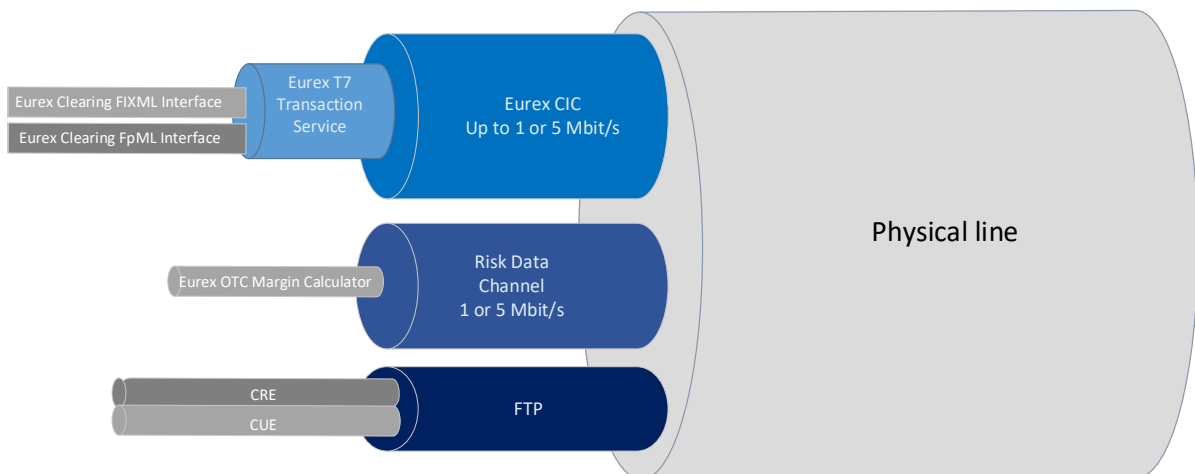 Eurex Clearing FIXML Interface
Eurex Clearing FpML Interface
Eurex T7
Transaction
Service
Eurex CIC
Up to 1 or 5 Mbit/s
Physical line
Eurex OTC Margin Calculator
Risk Data
Channel
1 or 5 Mbit/s
CRE
CUE
FTP